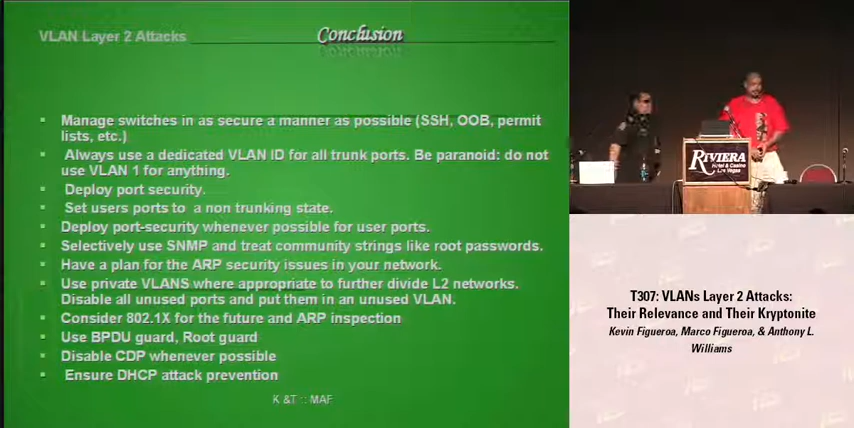 VLAN Layer 2 Attacks
Conclusion
Manage switches in as secure a manner as possible (SSH, OOB, permit
lists, etc.)
Always use a dedicated VLAN ID for all trunk ports. Be paranoid: do not
use VLAN 1 for anything.
Deploy port security.
Set users ports to a non trunking state.
Deploy port-security whenever possible for user ports.
Selectively use SNMP and treat community strings like root passwords.
Have a plan for the ARP security issues in your network.
Use private VLANS where appropriate to further divide L2 networks.
Disable all unused ports and put them in an unused VLAN.
Consider 802.1X for the future and ARP inspection
Use BPDU guard, Root guard
Disable CDP whenever possible
Ensure DHCP attack prevention
K &T :: MAF
RIVIERA
Hotel & Casino
Las Vegas
T307: VLANs Layer 2 Attacks:
Their Relevance and Their Kryptonite
Kevin Figueroa, Marco Figueroa, & Anthony L.
Williams